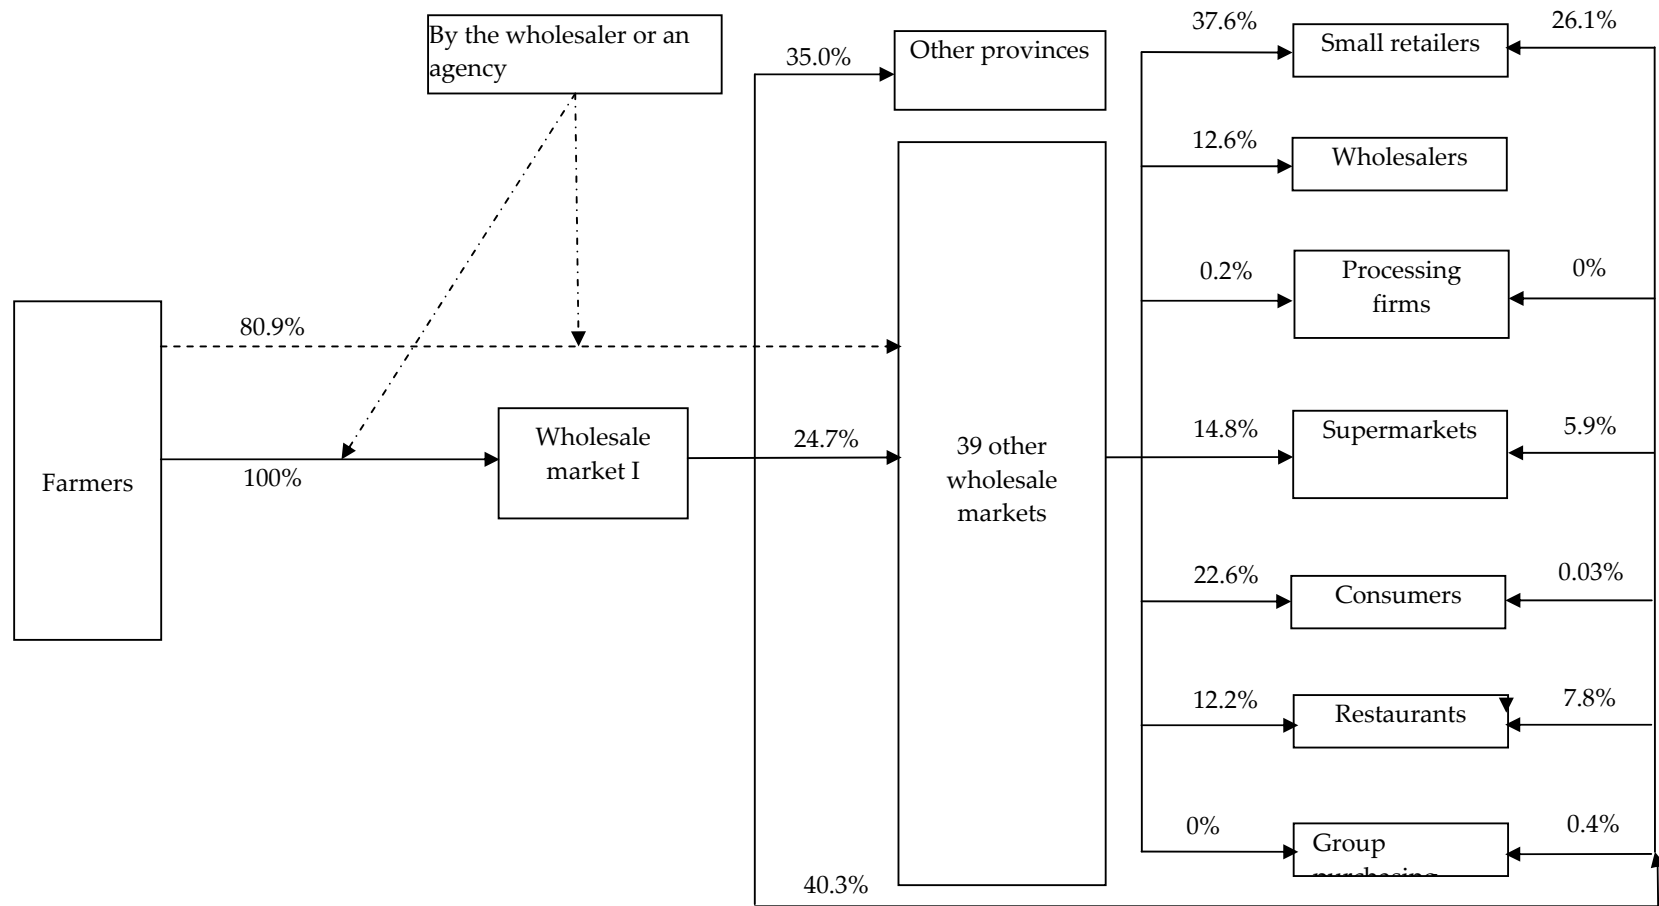 By the wholesaler or an
agency
35.0%
Other provinces
37.6%
Small retailers
26.1%
12.6%
Wholesalers
0.2%
Processing
firms
0%
80.9%
Farmers
100%
Wholesale
market I
24.7%
39 other
wholesale
markets
14.8%
Supermarkets
5.9%
22.6%
Consumers
0.03%
12.2%
Restaurants
7.8%
0%
Group
0.4%
40.3%